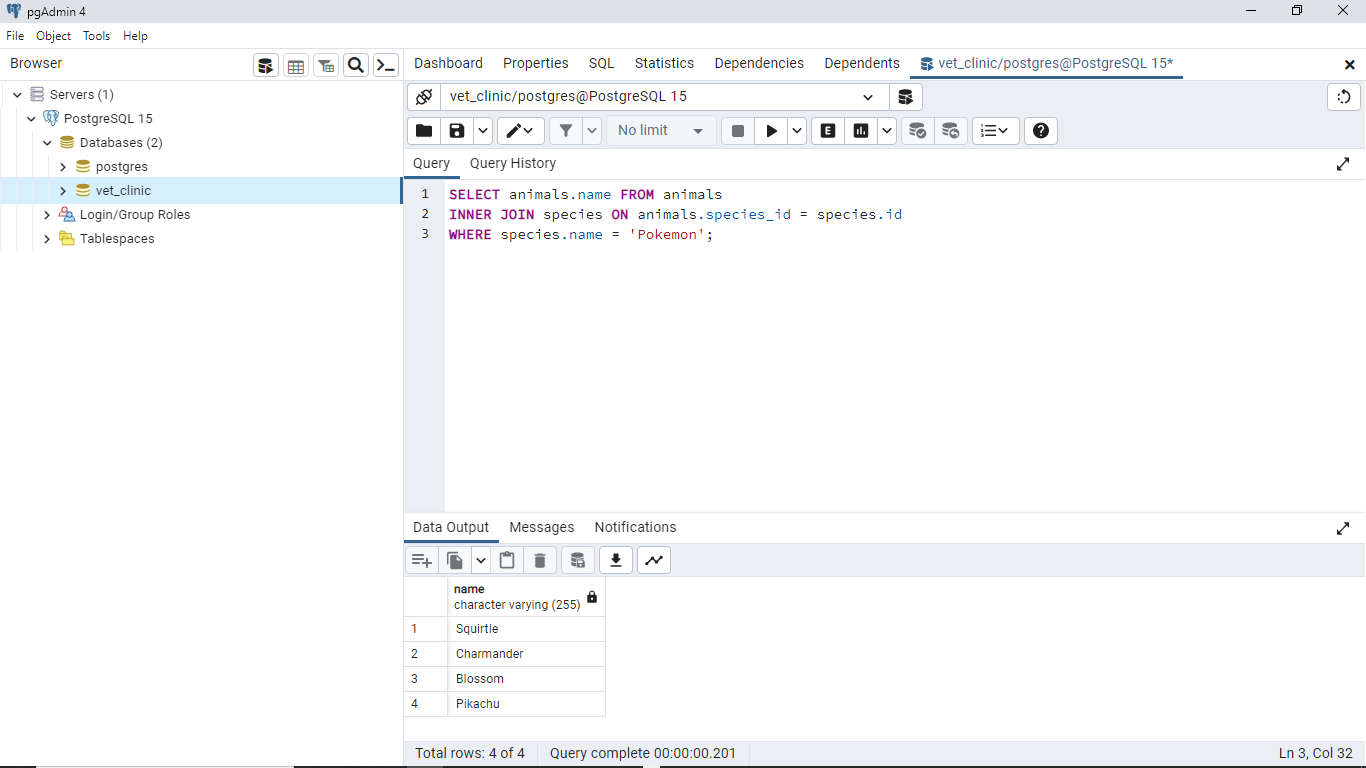 pgAdmin 4
File Object Tools Help
Browser
Dashboard Properties SQL Statistics Dependencies Dependents vet_clinic/postgres@PostgreSQL 15*
Servers (1)
PostgreSQL 15
Databases (2)
postgres
vet_clinic
Login/Group Roles
Tablespaces
vet_clinic/postgres@PostgreSQL 15
No limit
E
Query Query History
1 SELECT animals.name FROM animals
2 INNER JOIN species ON animals.species_id = species.id
3 WHERE species.name = 'Pokemon';
Data Output Messages Notifications
name
character varying (255)
1 Squirtle
2 Charmander
3 Blossom
4 Pikachu
Total rows: 4 of 4 Query complete 00:00:00.201 Ln 3, Col 32